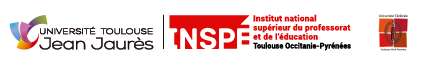 UNIVERSITÉ TOULOUSE
Jean Jaurès
INSPÉ
Institut national
supérieur du professorat
et de l'éducation
Toulouse Occitanie-Pyrénées